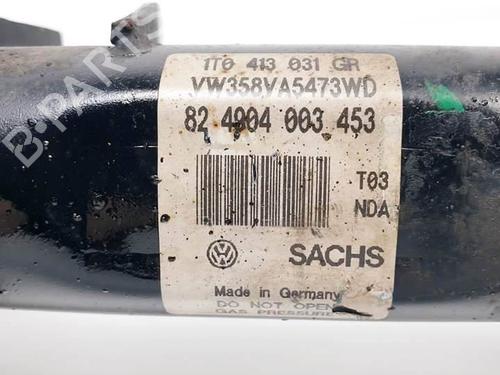 1T0 413 031 GR
VW358VA5473WD
82 4904 003 453
T03
NDA
SACHS
Made in Germany
DO NOT OPEN
GAS PRESSURE